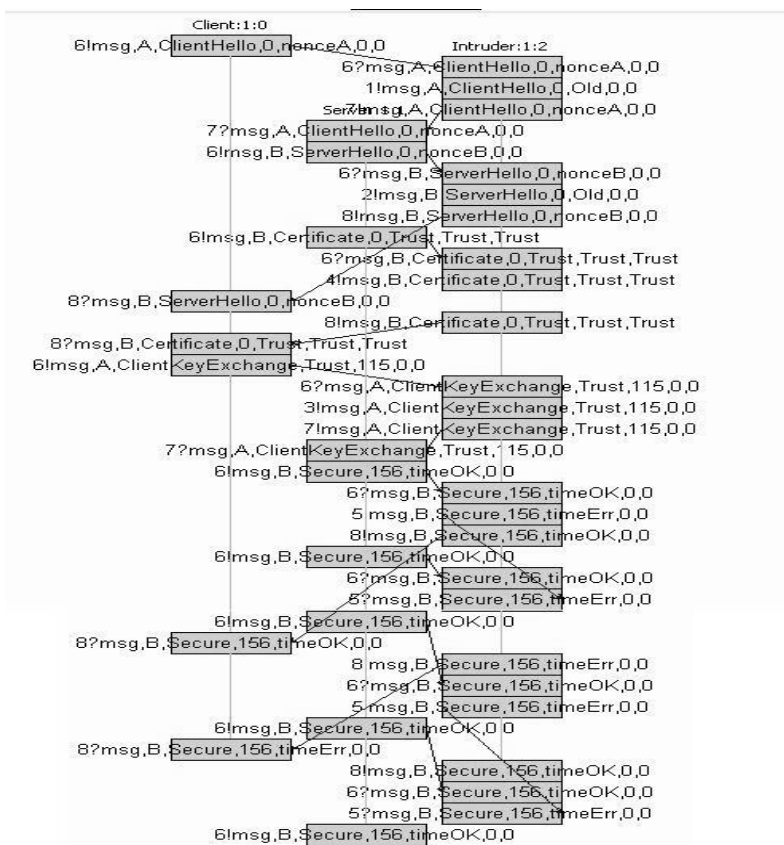 Client:1:0
6!msg,A,ClientHello,0,nonceA,0,0
Intruder:1:2
6?msg,A,ClientHello,0,nonceA,0,0
1!msg,A,ClientHello,0,Old,0,0
7!msg,A,ClientHello,0,nonceA,0,0
7?msg,A,ClientHello,0,nonceA,0,0
6!msg,B,ServerHello,0,nonceB,0,0
6?msg,B,ServerHello,0,nonceB,0,0
2!msg,B ServerHello,0,Old,0,0
8!msg,B,ServerHello,0,nonceB,0,0
6!msg,B,Certificate,0,Trust,Trust,Trust
6?msg,B,Certificate,0,Trust,Trust,Trust
4!msg,B,Certificate,0,Trust,Trust,Trust
8?msg,B,ServerHello,0,nonceB,0,0
8!msg,B,Certificate,0,Trust,Trust,Trust
8?msg,B,Certificate,0,Trust,Trust,Trust
6!msg,A,ClientKeyExchange,Trust,115,0,0
6?msg,A,ClientKeyExchange,Trust,115,0,0
3!msg,A,ClientKeyExchange,Trust,115,0,0
7!msg,A,ClientKeyExchange,Trust,115,0,0
7?msg,A,ClientKeyExchange,Trust,115,0,0
6!msg,B,Secure,156,timeOK,0 0
6?msg,B,Secure,156,timeOK,0,0
5 msg,B,Secure,156,timeErr,0,0
8!msg,B,Secure,156,timeOK,0,0
6!msg,B,Secure,156,timeOK,0 0
6?msg,B,Secure,156,timeOK,0,0
5?msg,B,Secure,156,timeErr,0,0
6!msg,B,Secure,156,timeOK,0 0
8?msg,B,Secure,156,timeOK,0,0
8 msg,B,Secure,156,timeErr,0,0
6?msg,B,Secure,156,timeOK,0,0
5 msg,B,Secure,156,timeErr,0,0
6!msg,B,Secure,156,timeOK,0 0
8?msg,B,Secure,156,timeErr,0,0
8!msg,B,Secure,156,timeOK,0,0
6?msg,B,Secure,156,timeOK,0,0
5?msg,B,Secure,156,timeErr,0,0
6!msg,B,Secure,156,timeOK,0,0